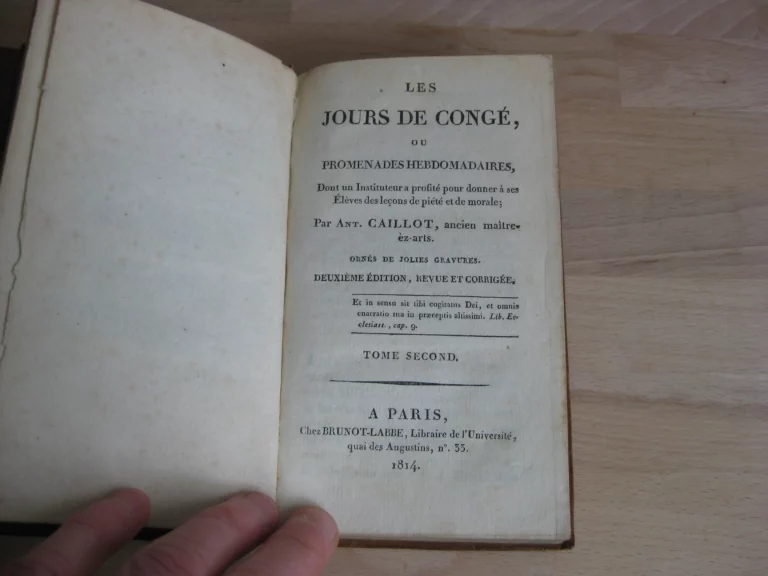 LES
JOURS DE CONGÉ,
OU
PROMENADES HEBDOMADAIRES,
Dont un Instituteur a profité pour donner à ses
Élèves des leçons de piété et de morale;
Par ANT. CAILLOT, ancien maître-
èz-arts.
ORNÉS DE JOLIES GRAVURES.
DEUXIÈME ÉDITION, REVUE ET CORRIGÉE.
Et in sensu sit tibi cogitatus Dei, et omnis
enarratio tua in præceptis altissimi. Lib. Ec-
clesiast., cap. 9.
TOME SECOND.
A PARIS,
Chez BRUNOT-LABBE, Libraire de l'Université,
quai des Augustins, n°. 33.
1814.